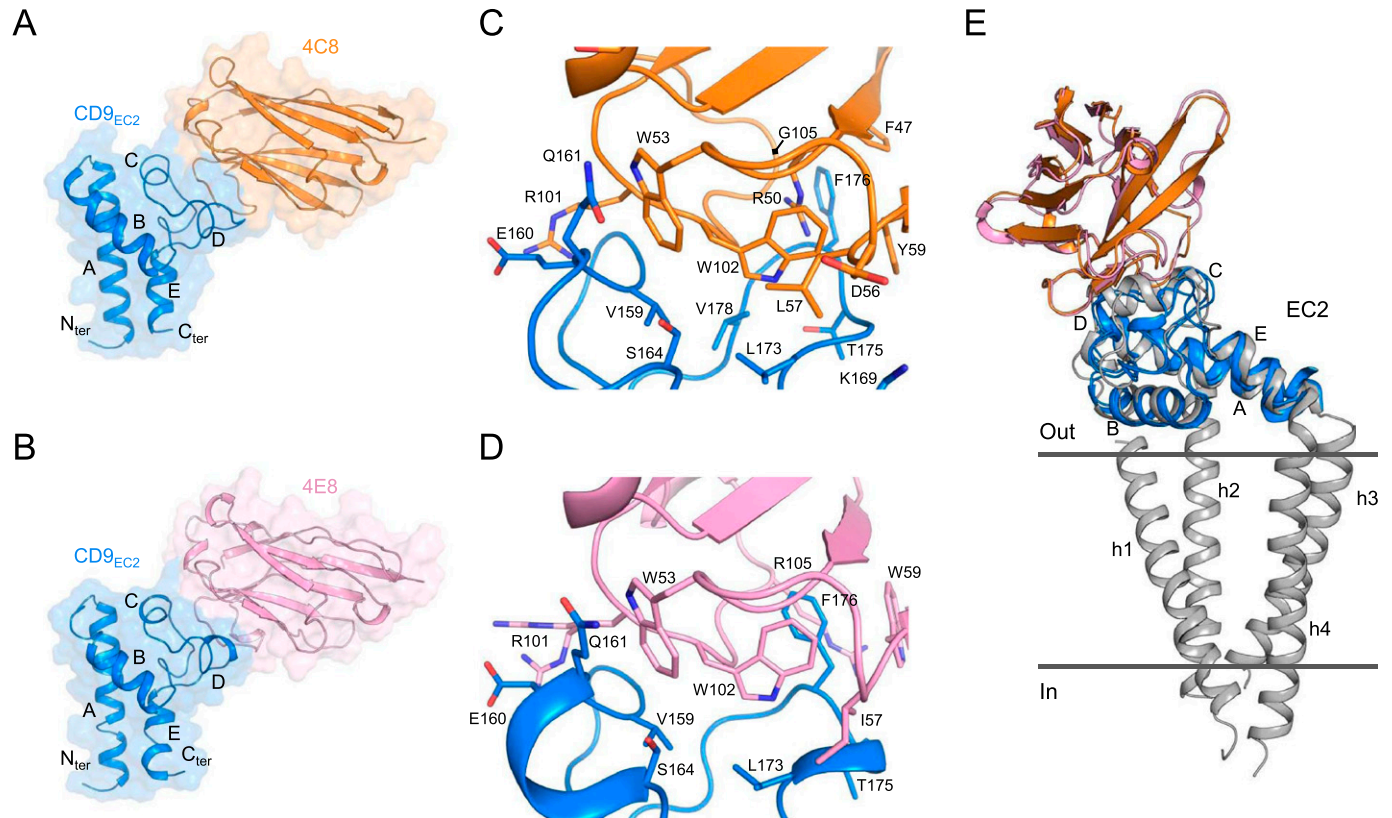 A
4C8
CD9EC2
C
B
D
A
E
Nter
Cter
B
4E8
CD9EC2
C
B
D
A
E
Nter
Cter
C
W53
G105
F47
Q161
F176
R101
R50
E160
Y59
W102
D56
V159
V178
L57
S164
L173
T175
K169
D
W53
R105
W59
F176
R101
Q161
W102
E160
V159
I57
S164
L173
T175
E
C
D
EC2
E
A
B
Out
h2
h3
h1
h4
In